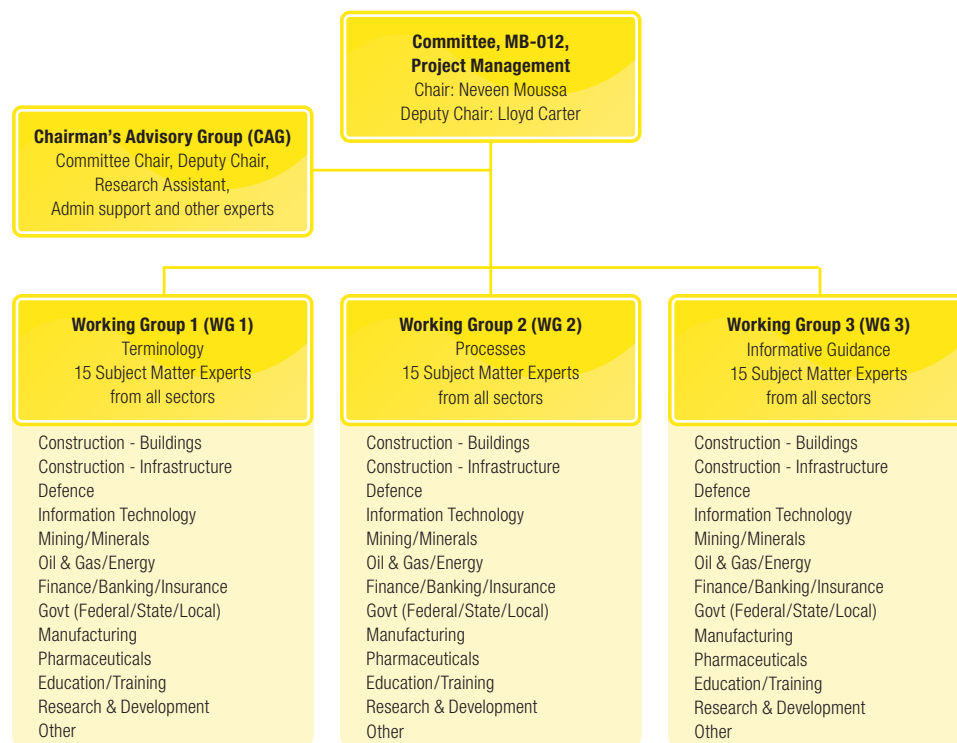 Committee, MB-012,
Project Management
Chair: Neveen Moussa
Deputy Chair: Lloyd Carter
Chairman's Advisory Group (CAG)
Committee Chair, Deputy Chair,
Research Assistant,
Admin support and other experts
Working Group 1 (WG 1)
Terminology
15 Subject Matter Experts
from all sectors
Construction - Buildings
Construction - Infrastructure
Defence
Information Technology
Mining/Minerals
Oil & Gas/Energy
Finance/Banking/Insurance
Govt (Federal/State/Local)
Manufacturing
Pharmaceuticals
Education/Training
Research & Development
Other
Working Group 2 (WG 2)
Processes
15 Subject Matter Experts
from all sectors
Construction - Buildings
Construction - Infrastructure
Defence
Information Technology
Mining/Minerals
Oil & Gas/Energy
Finance/Banking/Insurance
Govt (Federal/State/Local)
Manufacturing
Pharmaceuticals
Education/Training
Research & Development
Other
Working Group 3 (WG 3)
Informative Guidance
15 Subject Matter Experts
from all sectors
Construction - Buildings
Construction - Infrastructure
Defence
Information Technology
Mining/Minerals
Oil & Gas/Energy
Finance/Banking/Insurance
Govt (Federal/State/Local)
Manufacturing
Pharmaceuticals
Education/Training
Research & Development
Other